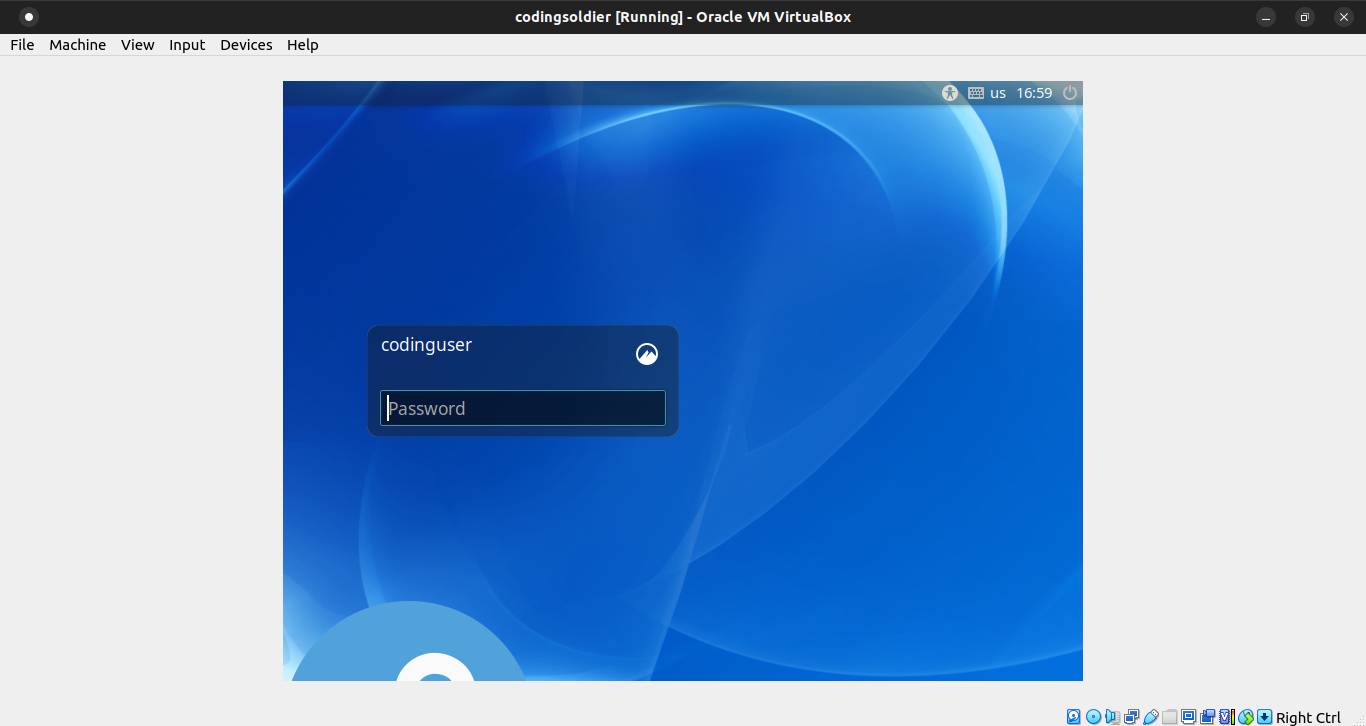 codingsoldier [Running] - Oracle VM VirtualBox
File Machine View Input Devices Help
us 16:59
codinguser
Password
Right Ctrl